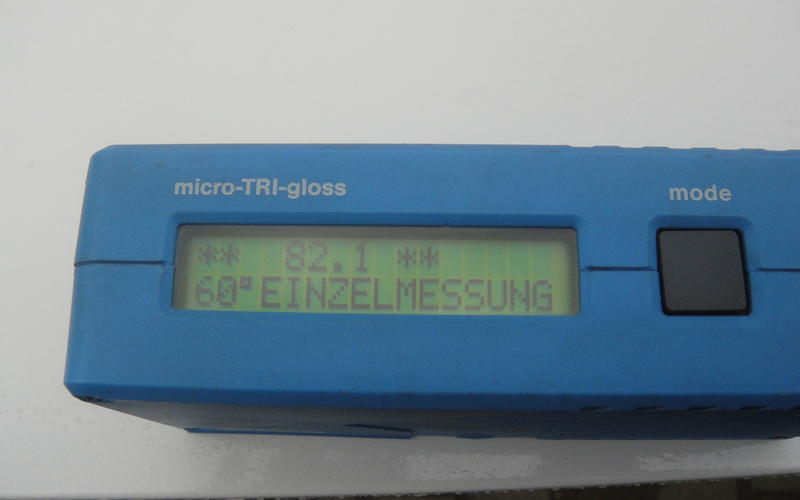 micro-TRI-gloss
mode
** 82.1 **
60° EINZELMESSUNG